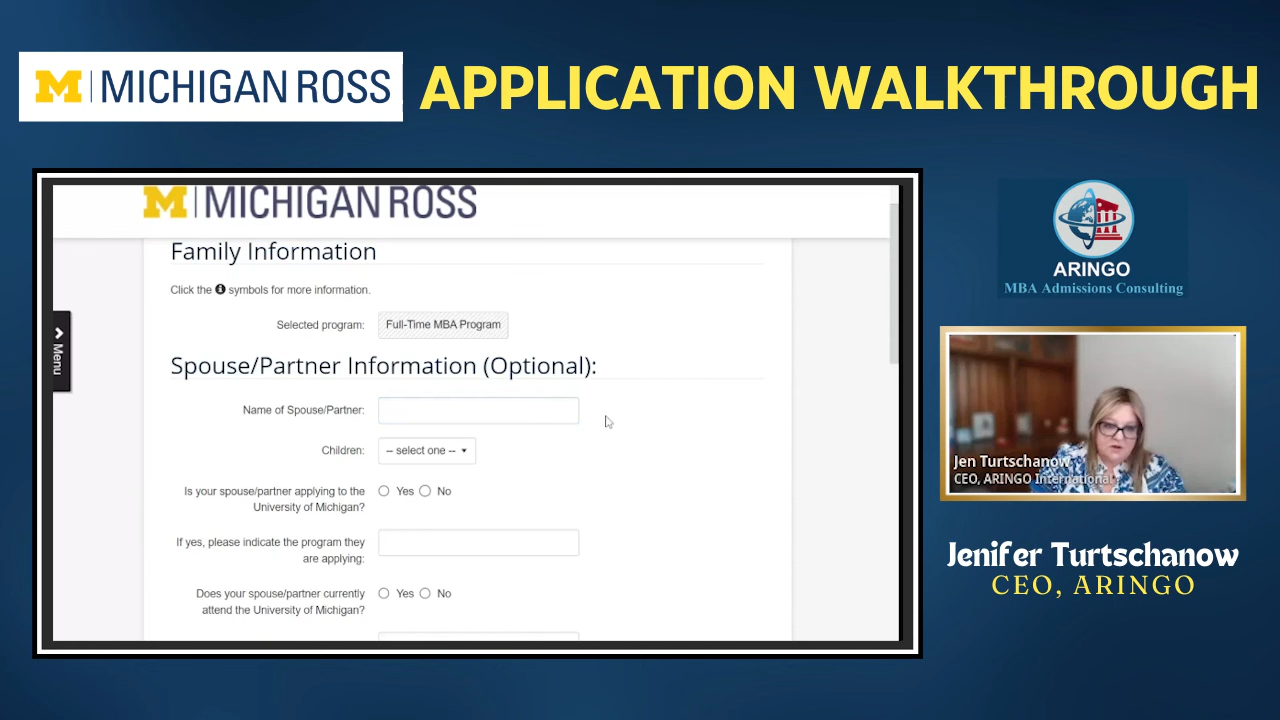 M | MICHIGAN ROSS
APPLICATION WALKTHROUGH
M | MICHIGAN ROSS
Family Information
Click the symbols for more information.
Selected program: Full-Time MBA Program
Spouse/Partner Information (Optional):
Name of Spouse/Partner:
Children: -- select one --
Is your spouse/partner applying to the
University of Michigan?
Yes No
If yes, please indicate the program they
are applying:
Does your spouse/partner currently
attend the University of Michigan?
Yes No
Menu
ARINGO
MBA Admissions Consulting
Jen Turtschanow
CEO, ARINGO International
Jenifer Turtschanow
CEO, ARINGO